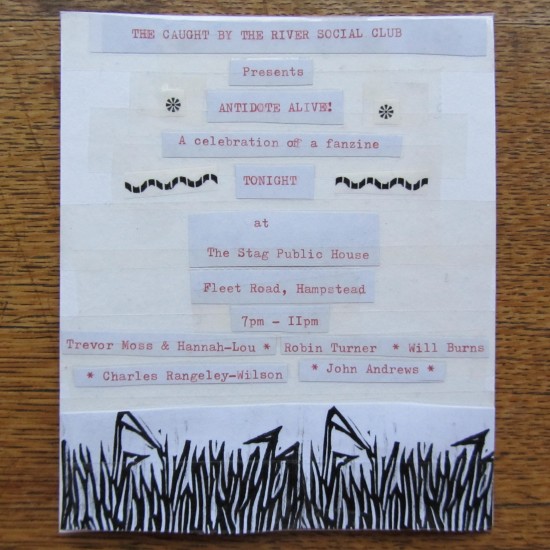 THE CAUGHT BY THE RIVER SOCIAL CLUB
Presents
ANTIDOTE ALIVE!
A celebration of a fanzine
TONIGHT
at
The Stag Public House
Fleet Road, Hampstead
7pm - IIpm
Trevor Moss & Hannah-Lou * Robin Turner * Will Burns
* Charles Rangeley-Wilson * John Andrews *